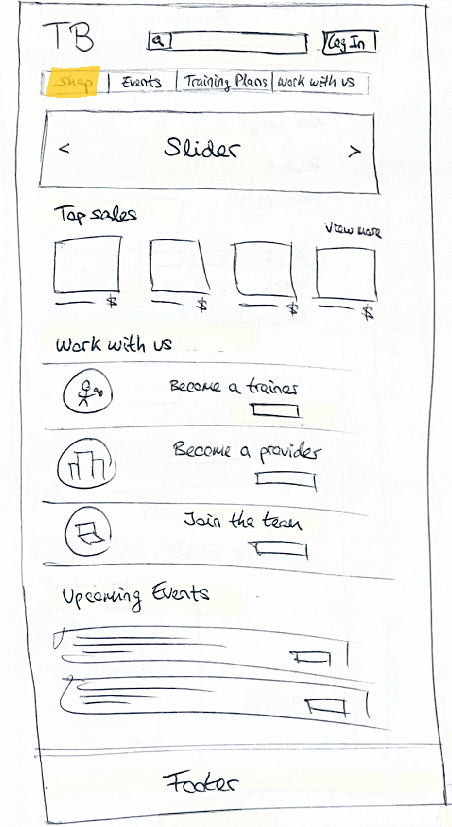 TB
Log In
Shop Events Training Plans Work with us
< Slider >
Top sales
View more
$ $ $ $
Work with us
Become a trainer
Become a provider
Join the team
Upcoming Events
Footer